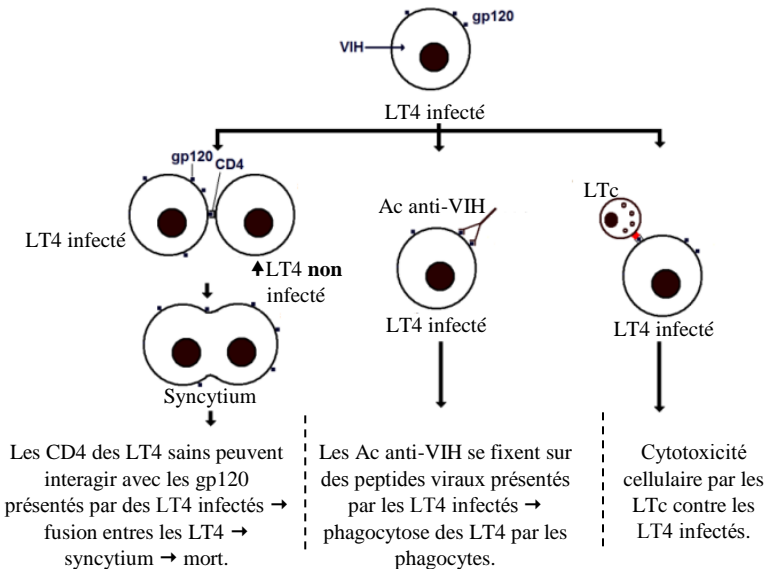 gp120
VIH
LT4 infecté
gp120
CD4
LT4 infecté
LT4 non
infecté
Syncytium
Les CD4 des LT4 sains peuvent
interagir avec les gp120
présentés par des LT4 infectés →
fusion entres les LT4 →
syncytium → mort.
Ac anti-VIH
LT4 infecté
Les Ac anti-VIH se fixent sur
des peptides viraux présentés
par les LT4 infectés →
phagocytose des LT4 par les
phagocytes.
LTc
LT4 infecté
Cytotoxicité
cellulaire par les
LTc contre les
LT4 infectés.